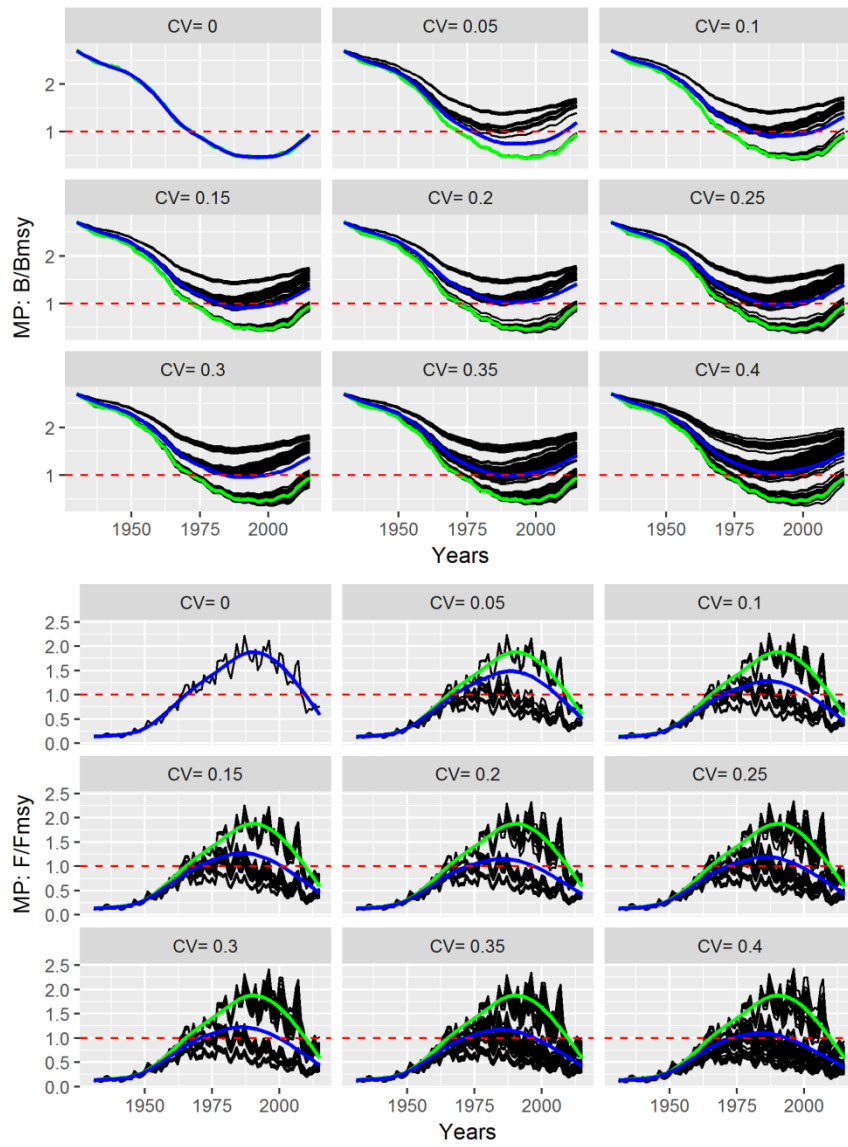 CV= 0 CV= 0.05 CV= 0.1
2
1
CV= 0.15 CV= 0.2 CV= 0.25
2
1
CV= 0.3 CV= 0.35 CV= 0.4
2
1
MP: B/Bmsy
1950 1975 2000 1950 1975 2000 1950 1975 2000
Years
CV= 0 CV= 0.05 CV= 0.1
2.5
2.0
1.5
1.0
0.5
0.0
CV= 0.15 CV= 0.2 CV= 0.25
2.5
2.0
1.5
1.0
0.5
0.0
CV= 0.3 CV= 0.35 CV= 0.4
2.5
2.0
1.5
1.0
0.5
0.0
MP: F/Fmsy
1950 1975 2000 1950 1975 2000 1950 1975 2000
Years